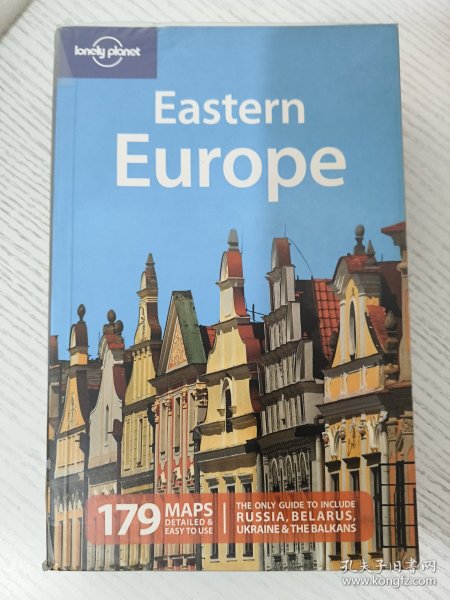 lonely planet
Eastern
Europe
179 MAPS
DETAILED &
EASY TO USE
THE ONLY GUIDE TO INCLUDE
RUSSIA, BELARUS,
UKRAINE & THE BALKANS
孔夫子旧书网
www.kongfz.com